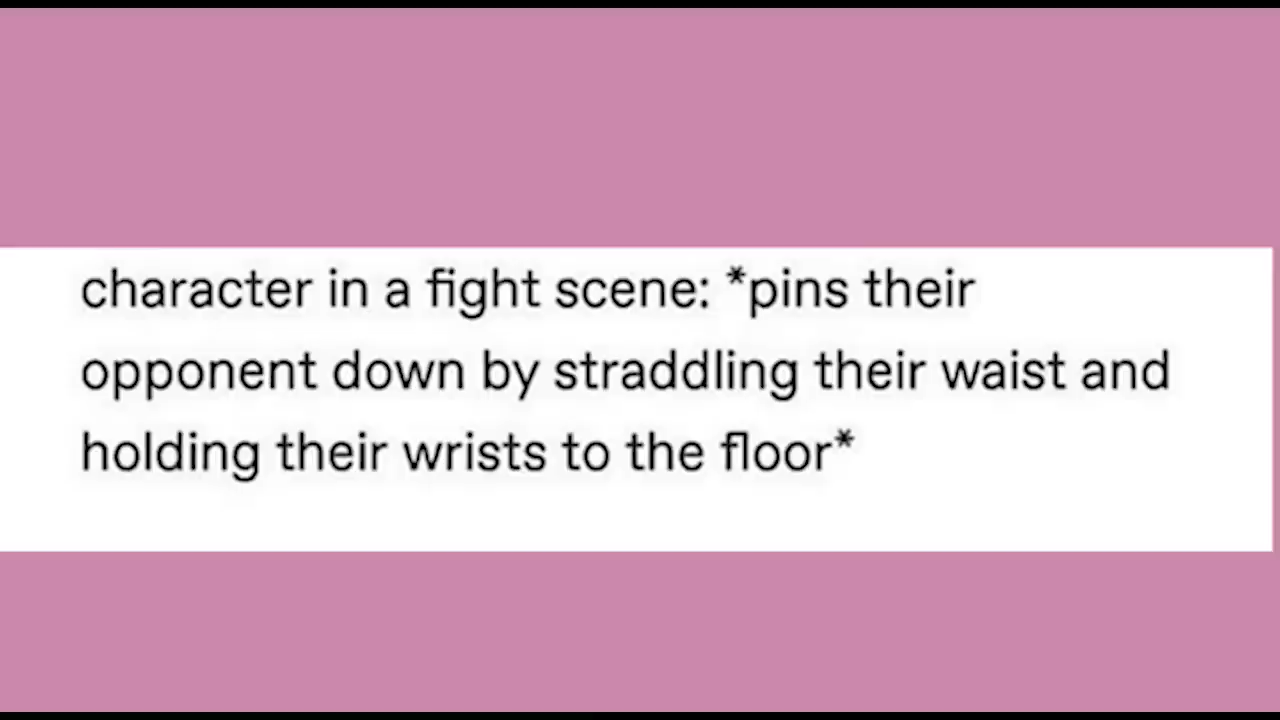 character in a fight scene: *pins their
opponent down by straddling their waist and
holding their wrists to the floor*